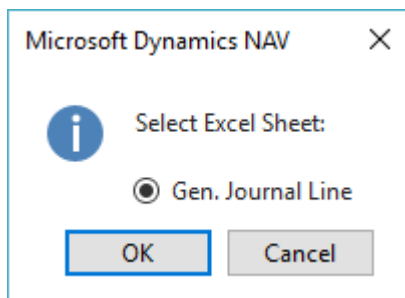 Microsoft Dynamics NAV
Select Excel Sheet:
Gen. Journal Line
OK
Cancel